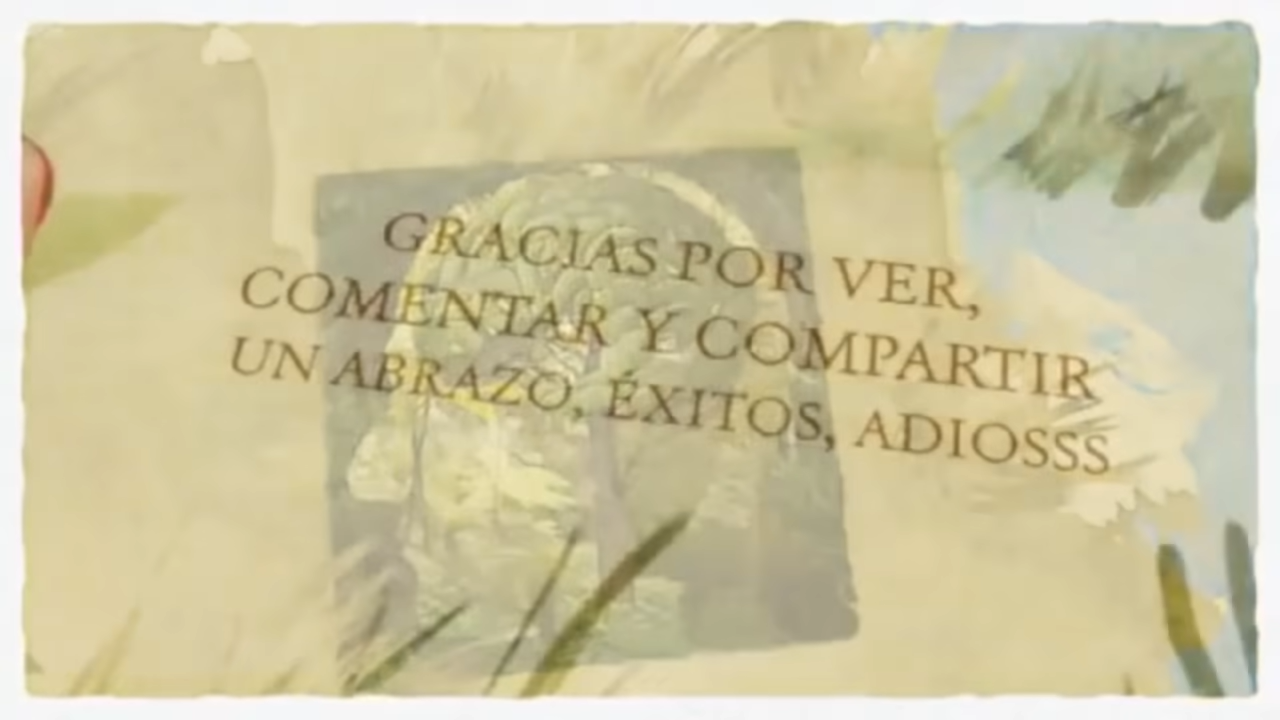 GRACIAS POR VER,
COMENTAR Y COMPARTIR
UN ABRAZO, ÉXITOS, ADIOSSS